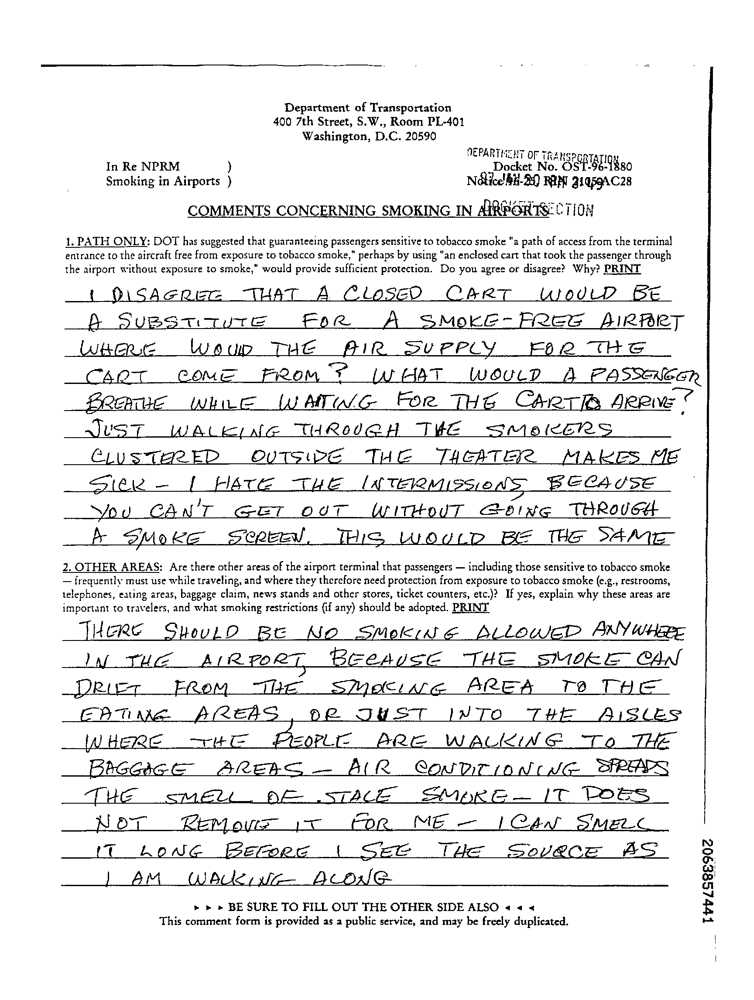 Department of Transportation
400 7th Street, S.W., Room PL-401
Washington, D.C. 20590
DEPARTMENT OF TRANSPORTATION
In Re NPRM )
Docket No. OST-96-1880
Smoking in Airports )
COMMENTS CONCERNING SMOKING IN AIRPORTS
1. PATH ONLY: DOT has suggested that guaranteeing passengers sensitive to tobacco smoke "a path of access from the terminal
entrance to the aircraft free from exposure to tobacco smoke," perhaps by using "an enclosed cart that took the passenger through
the airport without exposure to smoke," would provide sufficient protection. Do you agree or disagree? Why? PRINT
I DISAGREE THAT A CLOSED CART WOULD BE
A SUBSTITUTE FOR A SMOKE-FREE AIRPORT
WHERE WOULD THE AIR SUPPLY FOR THE
CART COME FROM? WHAT WOULD A PASSENGER
BREATHE WHILE WAITING FOR THE CART TO ARRIVE?
JUST WALKING THROUGH THE SMOKERS
CLUSTERED OUTSIDE THE THEATER MAKES ME
SICK - I HATE THE INTERMISSIONS BECAUSE
YOU CAN'T GET OUT WITHOUT GOING THROUGH
A SMOKE SCREEN. THIS WOULD BE THE SAME
2. OTHER AREAS: Are there other areas of the airport terminal that passengers — including those sensitive to tobacco smoke
— frequently must use while traveling, and where they therefore need protection from exposure to tobacco smoke (e.g., restrooms,
telephones, eating areas, baggage claim, news stands and other stores, ticket counters, etc.)? If yes, explain why these areas are
important to travelers, and what smoking restrictions (if any) should be adopted. PRINT
THERE SHOULD BE NO SMOKING ALLOWED ANYWHERE
IN THE AIRPORT, BECAUSE THE SMOKE CAN
DRIFT FROM THE SMOKING AREA TO THE
EATING AREAS, OR JUST INTO THE AISLES
WHERE THE PEOPLE ARE WALKING TO THE
BAGGAGE AREAS - AIR CONDITIONING SPREADS
THE SMELL OF STALE SMOKE - IT DOES
NOT REMOVE IT FOR ME - I CAN SMELL
IT LONG BEFORE I SEE THE SOURCE AS
I AM WALKING ALONG
► ► ► BE SURE TO FILL OUT THE OTHER SIDE ALSO ◄ ◄ ◄
This comment form is provided as a public service, and may be freely duplicated.
2063857441